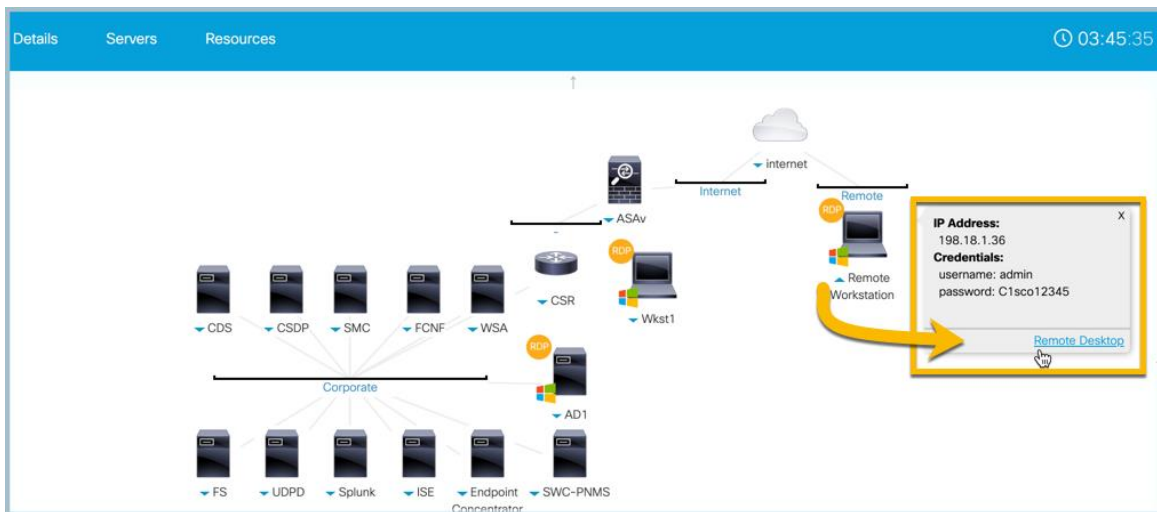 Details Servers Resources 03:45:35
internet
Internet
Remote
ASAv
RDP
RDP
IP Address: X
198.18.1.36
Credentials:
username: admin
password: C1sco12345
Remote Desktop
Remote
Workstation
-
CSR
Wkst1
CDS CSDP SMC FCNF WSA
RDP
Corporate
AD1
FS UDPD Splunk ISE Endpoint SWC-PNMS
Concentrator